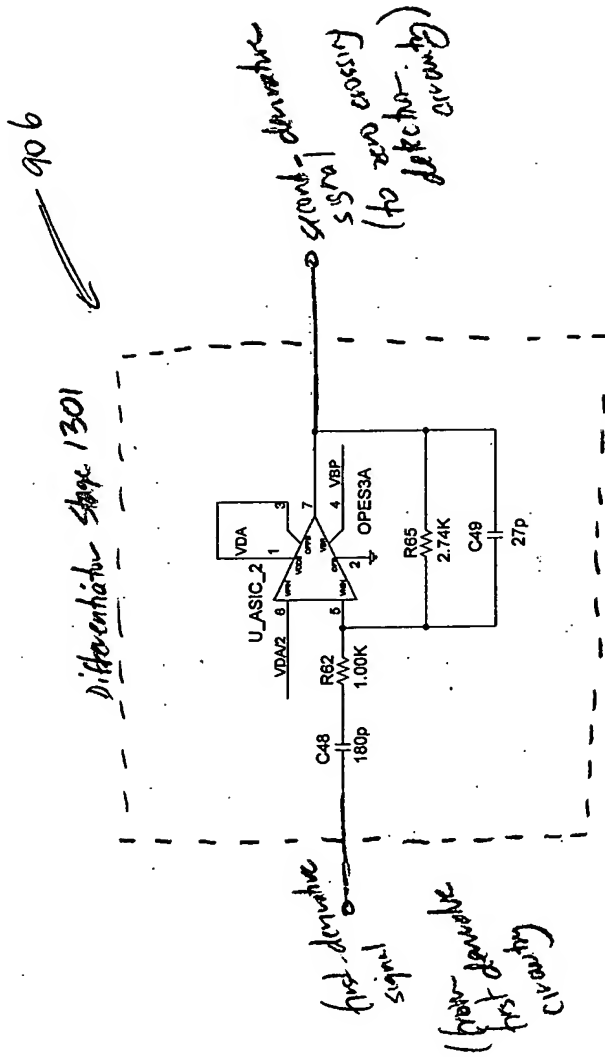 906
Differentiator Stage 1301
first-derivative
signal
(from
first derivative
circuitry
second-derivative
signal
(to zero crossing
detection
circuitry)
VDA
U_ASIC_2
VDA/2
6
5
1
3
7
4
2
VBP
OPES3A
C48
180p
R62
1.00K
R65
2.74K
C49
27p